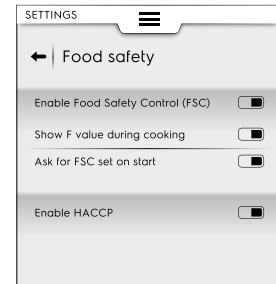 SETTINGS
Food safety
Enable Food Safety Control (FSC)
Show F value during cooking
Ask for FSC set on start
Enable HACCP